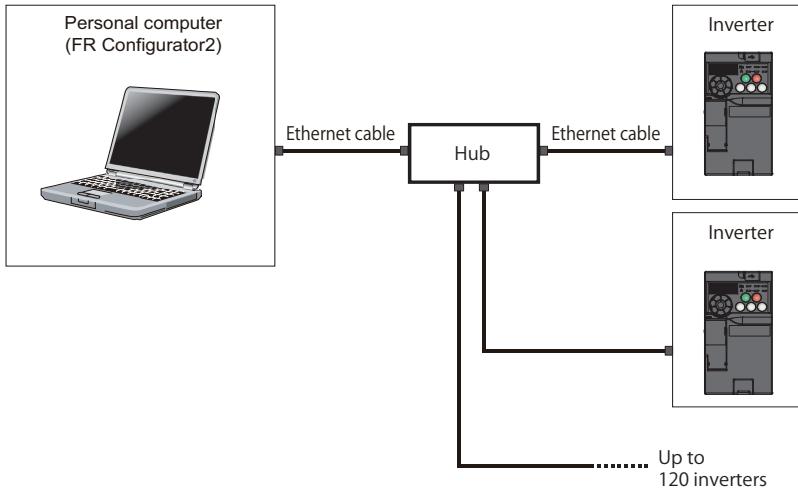 Personal computer
(FR Configurator2)
Inverter
Ethernet cable
Hub
Ethernet cable
Inverter
Up to
120 inverters